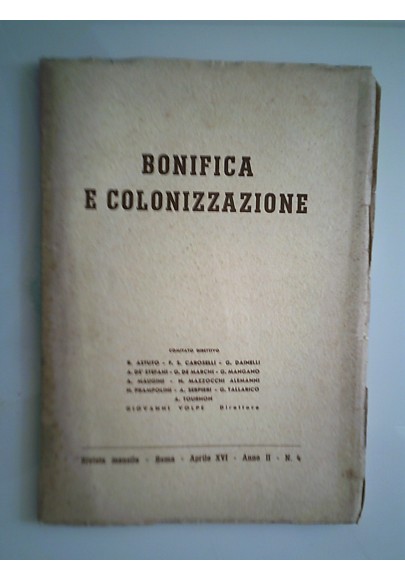 BONIFICA
E COLONIZZAZIONE
COMITATO DIRETTIVO
R. ASTUTO - F. S. CAROSELLI - G. DAINELLI
A. DE' STEFANI - G. DE MARCHI - G. MANGANO
A. MAUGINI - N. MAZZOCCHI ALEMANNI
N. PRAMPOLINI - A. SERPIERI - G. TALLARICO
A. TOURNON
GIOVANNI VOLPE Direttore
Rivista mensile - Roma - Aprile XVI - Anno II - N. 4